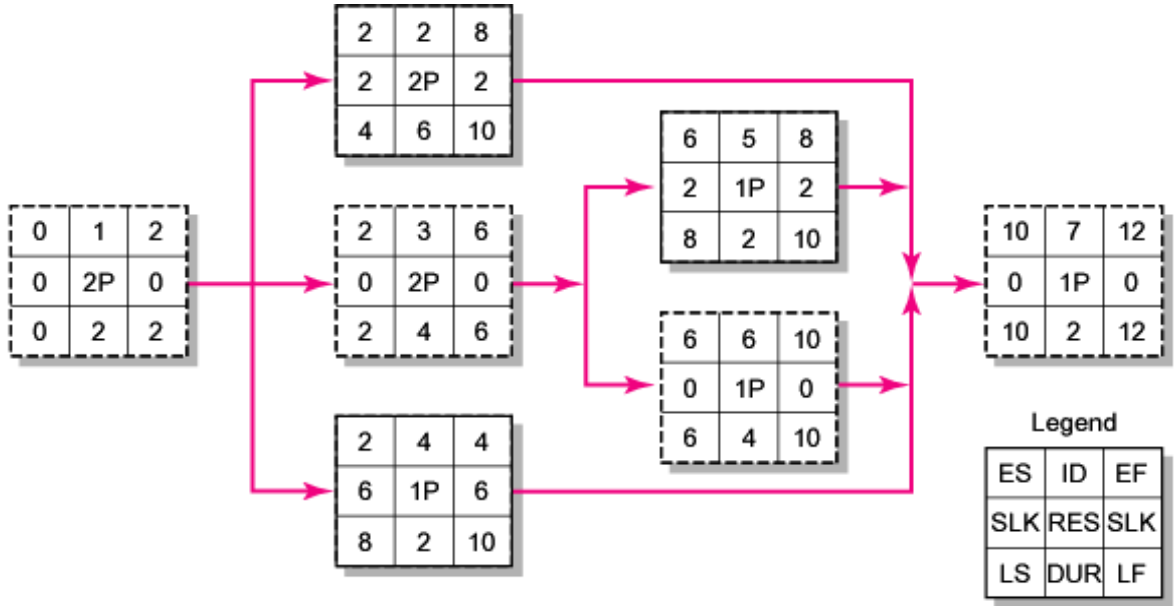 2 2 8
2 2P 2
4 6 10
6 5 8
2 1P 2
8 2 10
0 1 2
0 2P 0
0 2 2
2 3 6
0 2P 0
2 4 6
10 7 12
0 1P 0
10 2 12
6 6 10
0 1P 0
6 4 10
2 4 4
6 1P 6
8 2 10
Legend
ES ID EF
SLK RES SLK
LS DUR LF